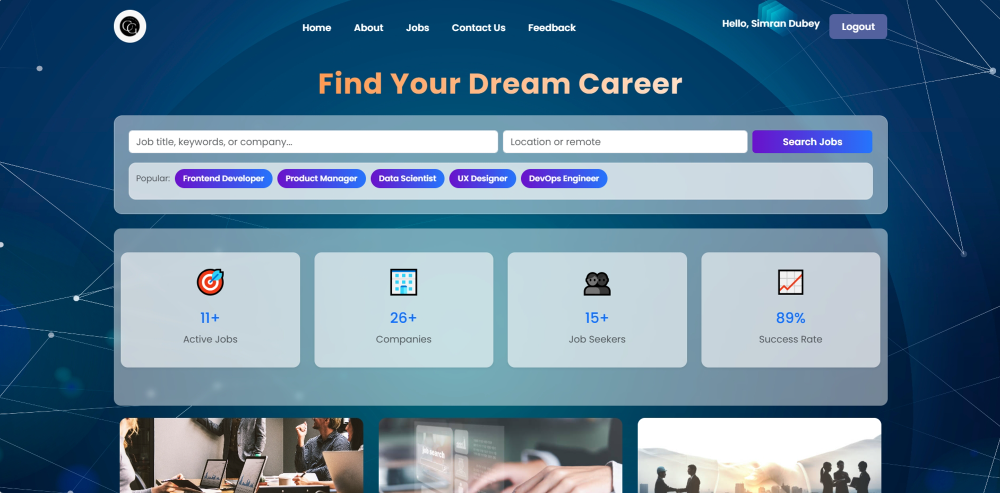 CG
Home About Jobs Contact Us Feedback
Hello, Simran Dubey
Logout
Find Your Dream Career
Job title, keywords, or company...
Location or remote
Search Jobs
Popular: Frontend Developer Product Manager Data Scientist UX Designer DevOps Engineer
11+
Active Jobs
26+
Companies
15+
Job Seekers
89%
Success Rate
job search